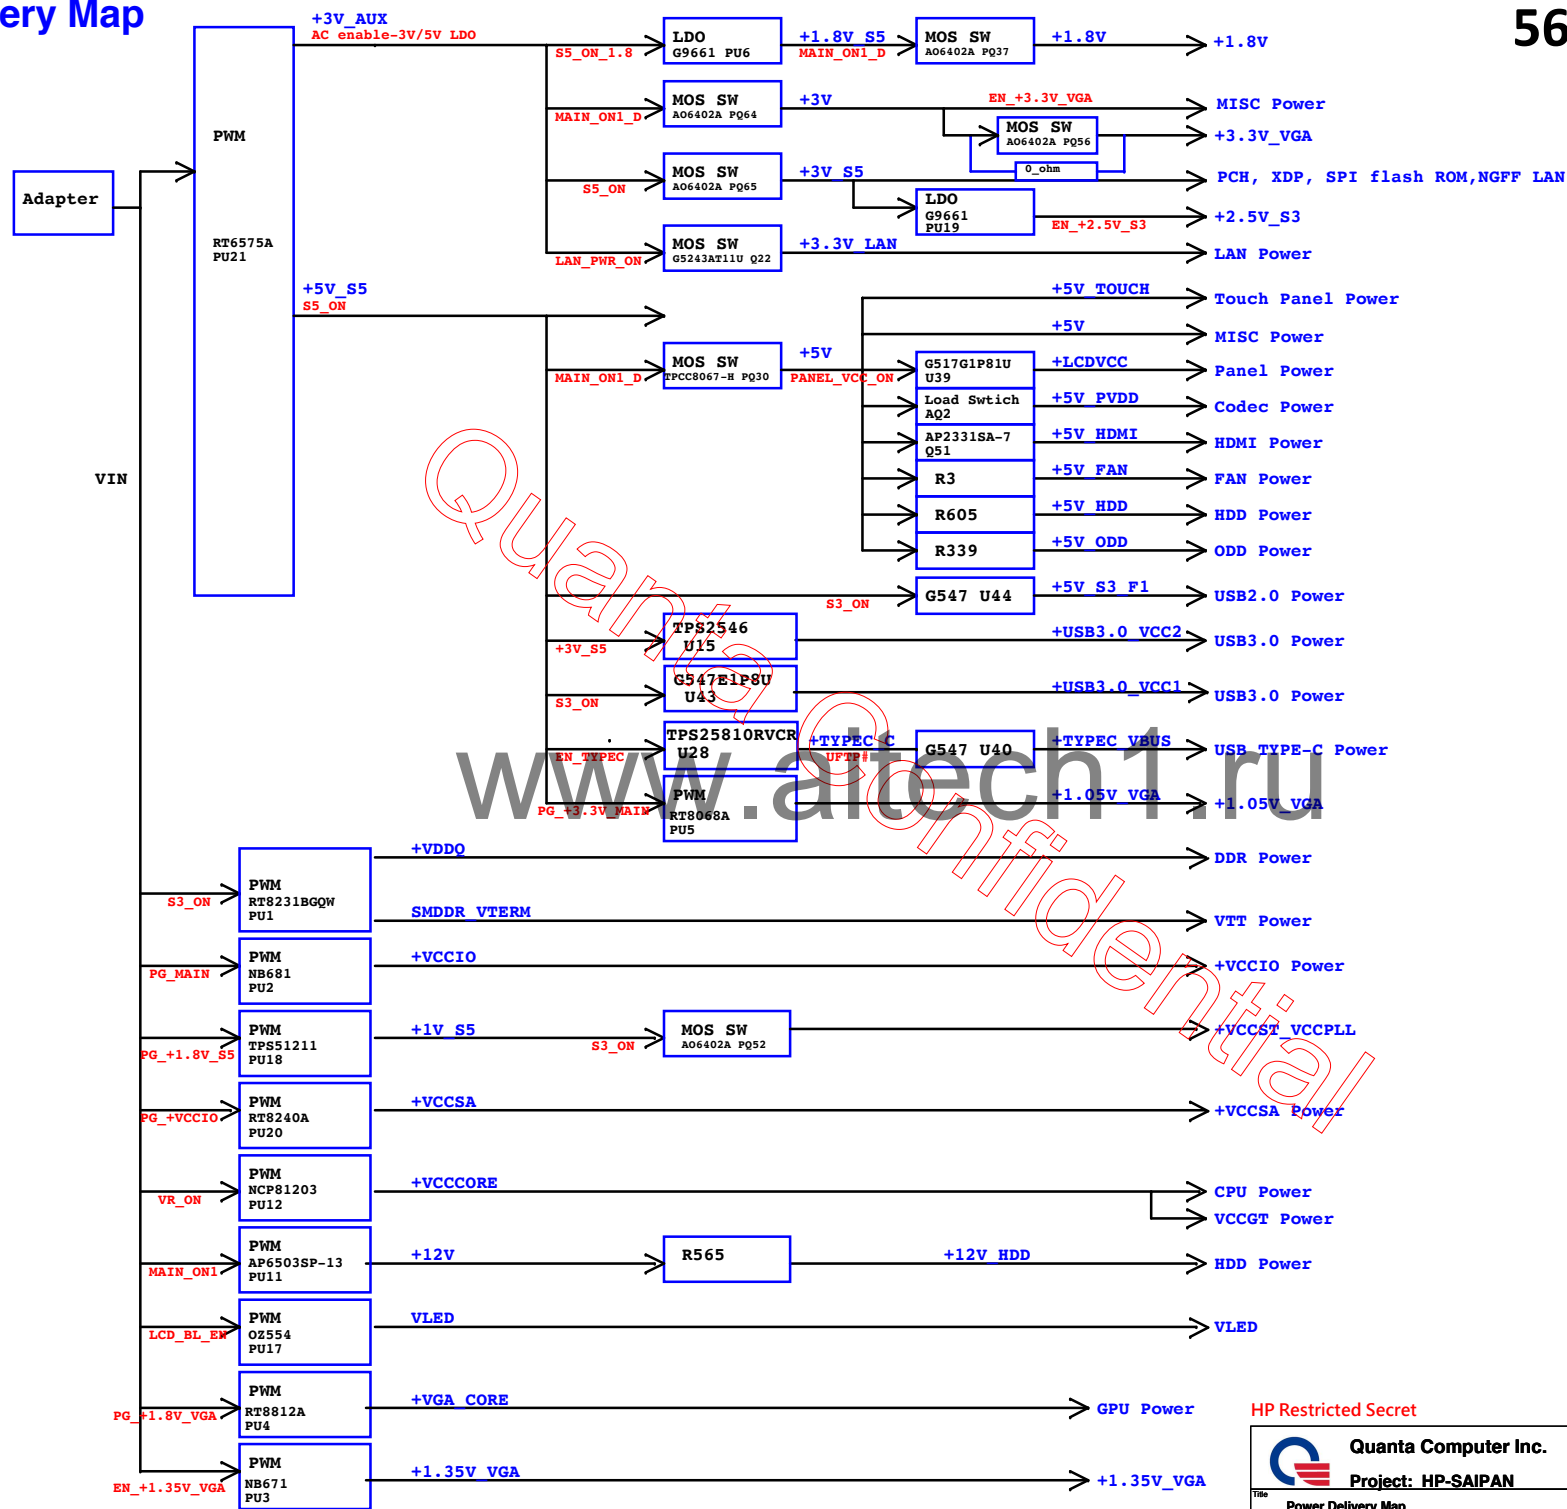 ery Map
56
+3V_AUX
AC enable-3V/5V LDO
S5_ON_1.8
LDO
G9661 PU6
+1.8V_S5
MAIN_ON1_D
MOS SW
AO6402A PQ37
+1.8V
+1.8V
MAIN_ON1_D
MOS SW
AO6402A PQ64
+3V
EN_+3.3V_VGA
MISC Power
MOS SW
AO6402A PQ56
+3.3V_VGA
0_ohm
PWM
RT6575A
PU21
Adapter
VIN
S5_ON
MOS SW
AO6402A PQ65
+3V_S5
PCH, XDP, SPI flash ROM,NGFF LAN
LDO
G9661
PU19
EN_+2.5V_S3
+2.5V_S3
LAN_PWR_ON
MOS SW
G5243AT11U Q22
+3.3V_LAN
LAN Power
+5V_S5
S5_ON
+5V_TOUCH
Touch Panel Power
+5V
MISC Power
MAIN_ON1_D
MOS SW
TPCC8067-H PQ30
+5V
PANEL_VCC_ON
G517G1P81U
U39
+LCDVCC
Panel Power
Load Swtich
AQ2
+5V_PVDD
Codec Power
AP2331SA-7
Q51
+5V_HDMI
HDMI Power
R3
+5V_FAN
FAN Power
R605
+5V_HDD
HDD Power
R339
+5V_ODD
ODD Power
S3_ON
G547 U44
+5V_S3_F1
USB2.0 Power
+3V_S5
TPS2546
U15
+USB3.0_VCC2
USB3.0 Power
S3_ON
G547E1P8U
U43
+USB3.0_VCC1
USB3.0 Power
EN_TYPEC
TPS25810RVCR
U28
+TYPEC_C
UFTP#
G547 U40
+TYPEC_VBUS
USB TYPE-C Power
PG_+3.3V_MAIN
PWM
RT8068A
PU5
+1.05V_VGA
+1.05V_VGA
Quanta Confidential
www.aitech1.ru
S3_ON
PWM
RT8231BGQW
PU1
+VDDQ
DDR Power
SMDDR_VTERM
VTT Power
PG_MAIN
PWM
NB681
PU2
+VCCIO
+VCCIO Power
PG_+1.8V_S5
PWM
TPS51211
PU18
+1V_S5
S3_ON
MOS SW
AO6402A PQ52
+VCCST_VCCPLL
PG_+VCCIO
PWM
RT8240A
PU20
+VCCSA
+VCCSA Power
VR_ON
PWM
NCP81203
PU12
+VCCCORE
CPU Power
VCCGT Power
MAIN_ON1
PWM
AP6503SP-13
PU11
+12V
R565
+12V_HDD
HDD Power
LCD_BL_EN
PWM
OZ554
PU17
VLED
VLED
PG_+1.8V_VGA
PWM
RT8812A
PU4
+VGA_CORE
GPU Power
EN_+1.35V_VGA
PWM
NB671
PU3
+1.35V_VGA
+1.35V_VGA
HP Restricted Secret
Quanta Computer Inc.
Project: HP-SAIPAN
Title
Power Delivery Map